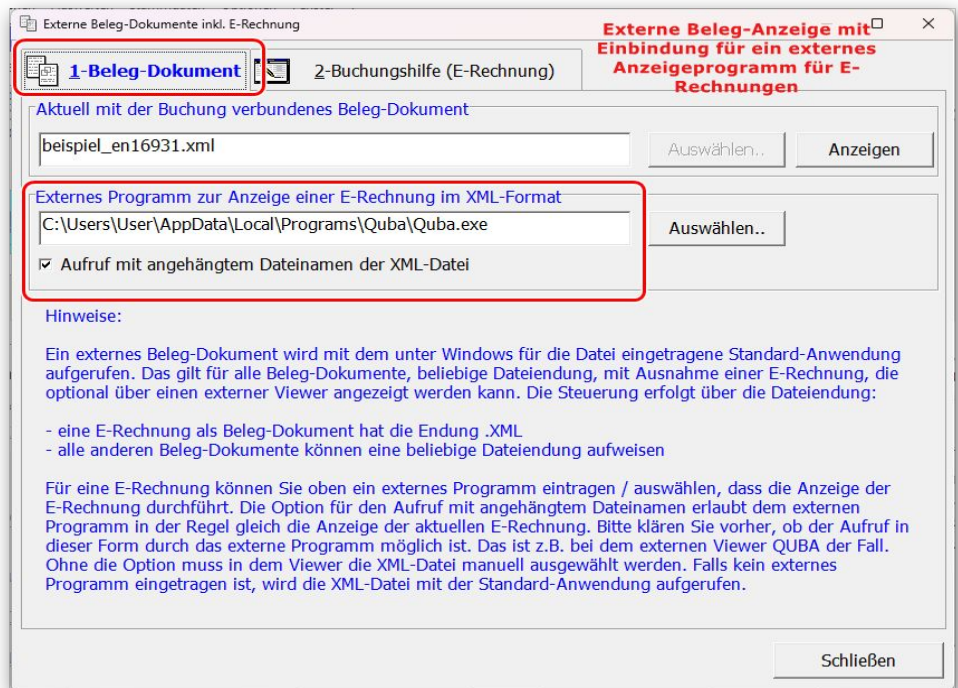 Externe Beleg-Dokumente inkl. E-Rechnung
Externe Beleg-Anzeige mit
Einbindung für ein externes
Anzeigeprogramm für E-
Rechnungen
1-Beleg-Dokument
2-Buchungshilfe (E-Rechnung)
Aktuell mit der Buchung verbundenes Beleg-Dokument
beispiel_en16931.xml
Auswählen..
Anzeigen
Externes Programm zur Anzeige einer E-Rechnung im XML-Format
C:\Users\User\AppData\Local\Programs\Quba\Quba.exe
Auswählen..
Aufruf mit angehängtem Dateinamen der XML-Datei
Hinweise:
Ein externes Beleg-Dokument wird mit dem unter Windows für die Datei eingetragene Standard-Anwendung
aufgerufen. Das gilt für alle Beleg-Dokumente, beliebige Dateiendung, mit Ausnahme einer E-Rechnung, die
optional über einen externer Viewer angezeigt werden kann. Die Steuerung erfolgt über die Dateiendung:
- eine E-Rechnung als Beleg-Dokument hat die Endung .XML
- alle anderen Beleg-Dokumente können eine beliebige Dateiendung aufweisen
Für eine E-Rechnung können Sie oben ein externes Programm eintragen / auswählen, dass die Anzeige der
E-Rechnung durchführt. Die Option für den Aufruf mit angehängtem Dateinamen erlaubt dem externen
Programm in der Regel gleich die Anzeige der aktuellen E-Rechnung. Bitte klären Sie vorher, ob der Aufruf in
dieser Form durch das externe Programm möglich ist. Das ist z.B. bei dem externen Viewer QUBA der Fall.
Ohne die Option muss in dem Viewer die XML-Datei manuell ausgewählt werden. Falls kein externes
Programm eingetragen ist, wird die XML-Datei mit der Standard-Anwendung aufgerufen.
Schließen